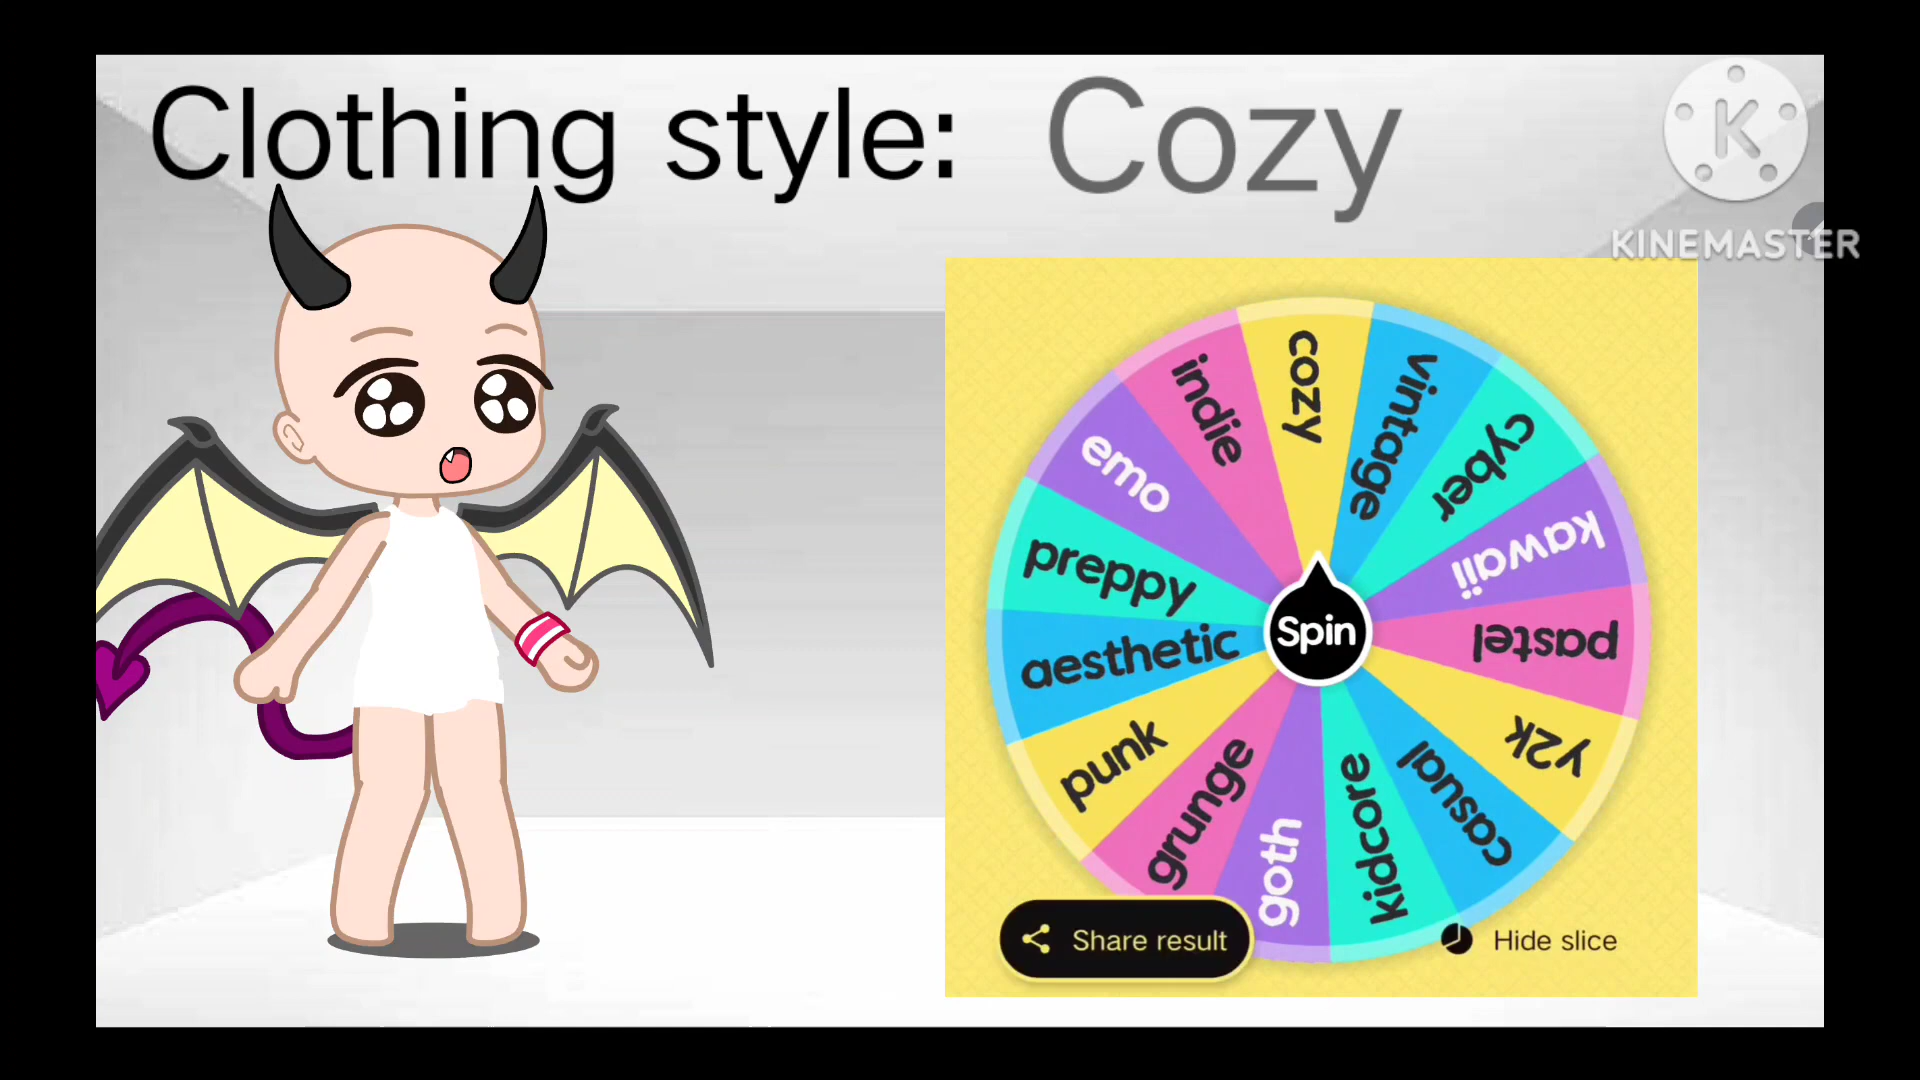 Clothing style: Cozy
K
KINEMASTER
cozy
vintage
cyber
kawaii
pastel
y2k
casual
kidcore
goth
grunge
punk
aesthetic
preppy
emo
indie
Spin
Share result
Hide slice